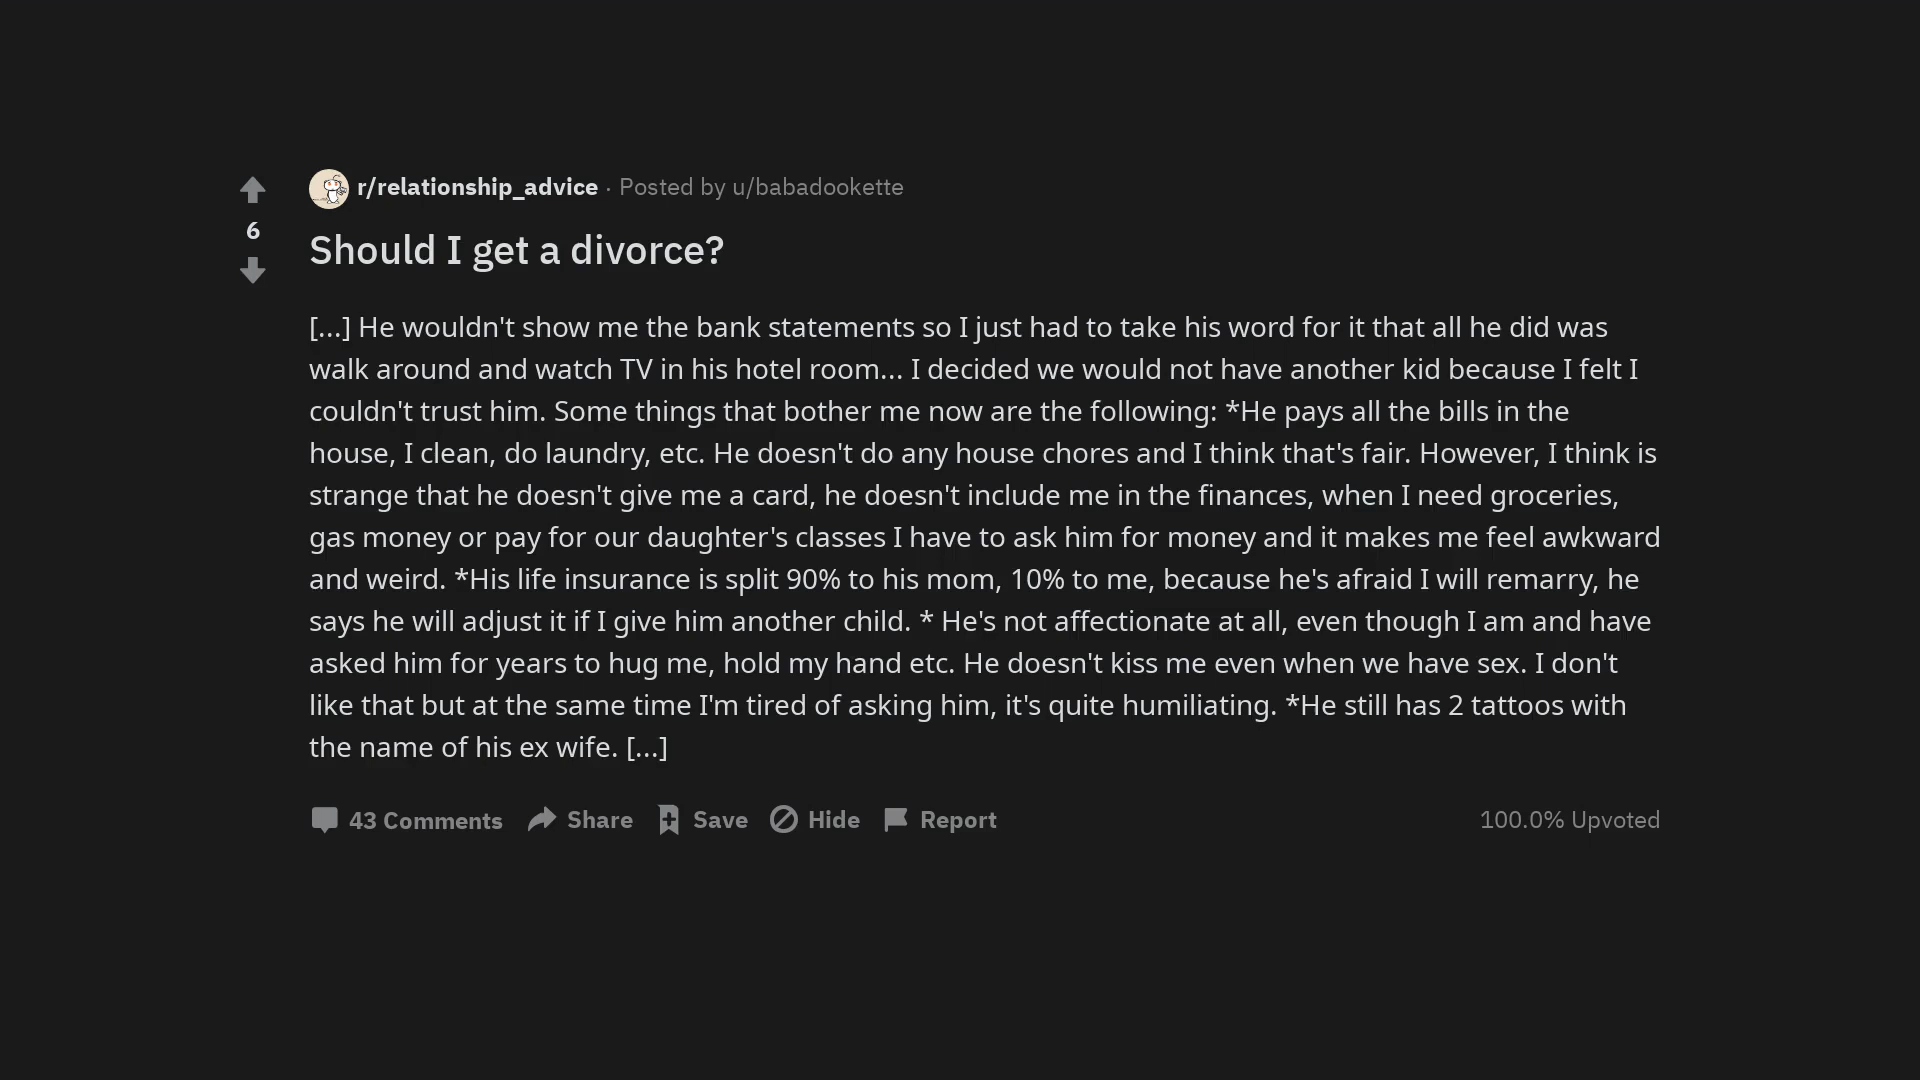 r/relationship_advice · Posted by u/babadookette
6
Should I get a divorce?
[...] He wouldn't show me the bank statements so I just had to take his word for it that all he did was
walk around and watch TV in his hotel room... I decided we would not have another kid because I felt I
couldn't trust him. Some things that bother me now are the following: *He pays all the bills in the
house, I clean, do laundry, etc. He doesn't do any house chores and I think that's fair. However, I think is
strange that he doesn't give me a card, he doesn't include me in the finances, when I need groceries,
gas money or pay for our daughter's classes I have to ask him for money and it makes me feel awkward
and weird. *His life insurance is split 90% to his mom, 10% to me, because he's afraid I will remarry, he
says he will adjust it if I give him another child. * He's not affectionate at all, even though I am and have
asked him for years to hug me, hold my hand etc. He doesn't kiss me even when we have sex. I don't
like that but at the same time I'm tired of asking him, it's quite humiliating. *He still has 2 tattoos with
the name of his ex wife. [...]
43 Comments Share Save Hide Report 100.0% Upvoted